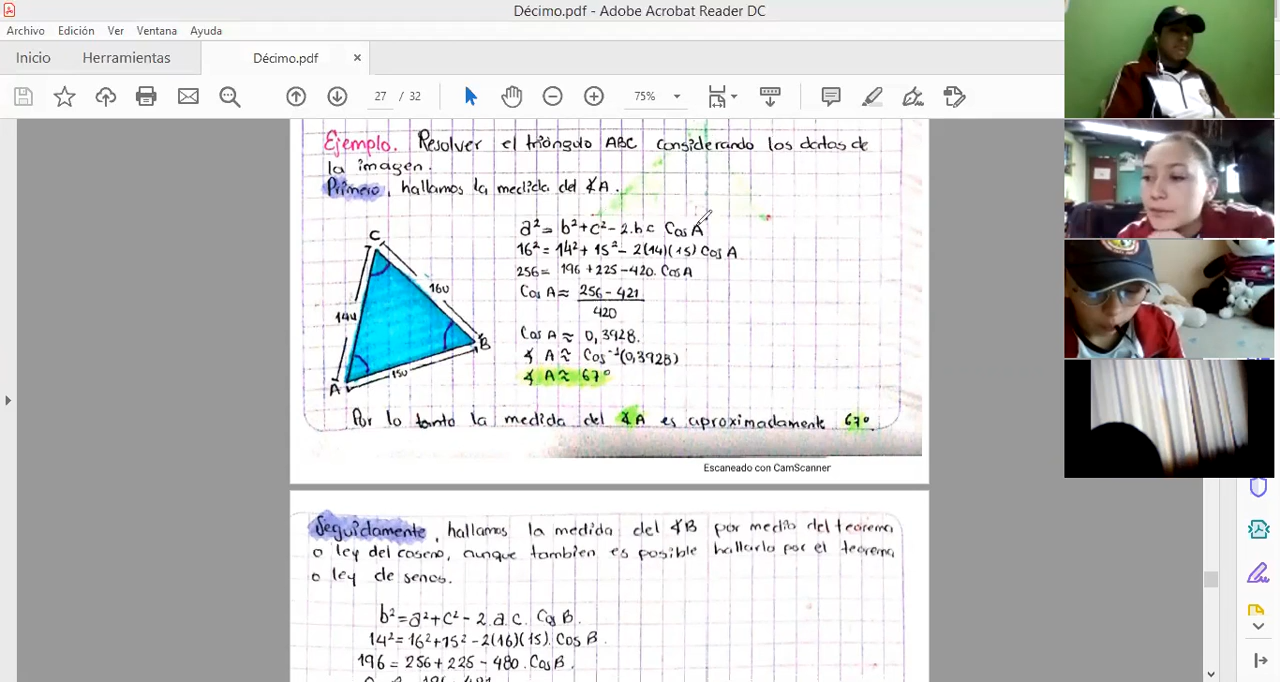 Décimo.pdf - Adobe Acrobat Reader DC
Archivo Edición Ver Ventana Ayuda
Inicio Herramientas Décimo.pdf ×
27 / 32 75%
Ejemplo. Resolver el triángulo ABC considerando los datos de
la imagen.
Primero, hallamos la medida del ∡A.
C
16u
14u
B
15u
A
a² = b² + c² - 2.b.c Cos A
16² = 14² + 15² - 2(14)(15) Cos A
256 = 196 + 225 - 420. Cos A
Cos A ≈ 256 - 421
420
Cos A ≈ 0,3928.
∡ A ≈ Cos⁻¹(0,3928)
∡ A ≈ 67°
Por lo tanto la medida del ∡A es aproximadamente 67°
Escaneado con CamScanner
Seguidamente, hallamos la medida del ∡B por medio del teorema
o ley del coseno, aunque tambien es posible hallarlo por el teorema
o ley de senos.
b² = a² + c² - 2.a.c. Cos B.
14² = 16² + 15² - 2(16)(15). Cos B.
196 = 256 + 225 - 480. Cos B.